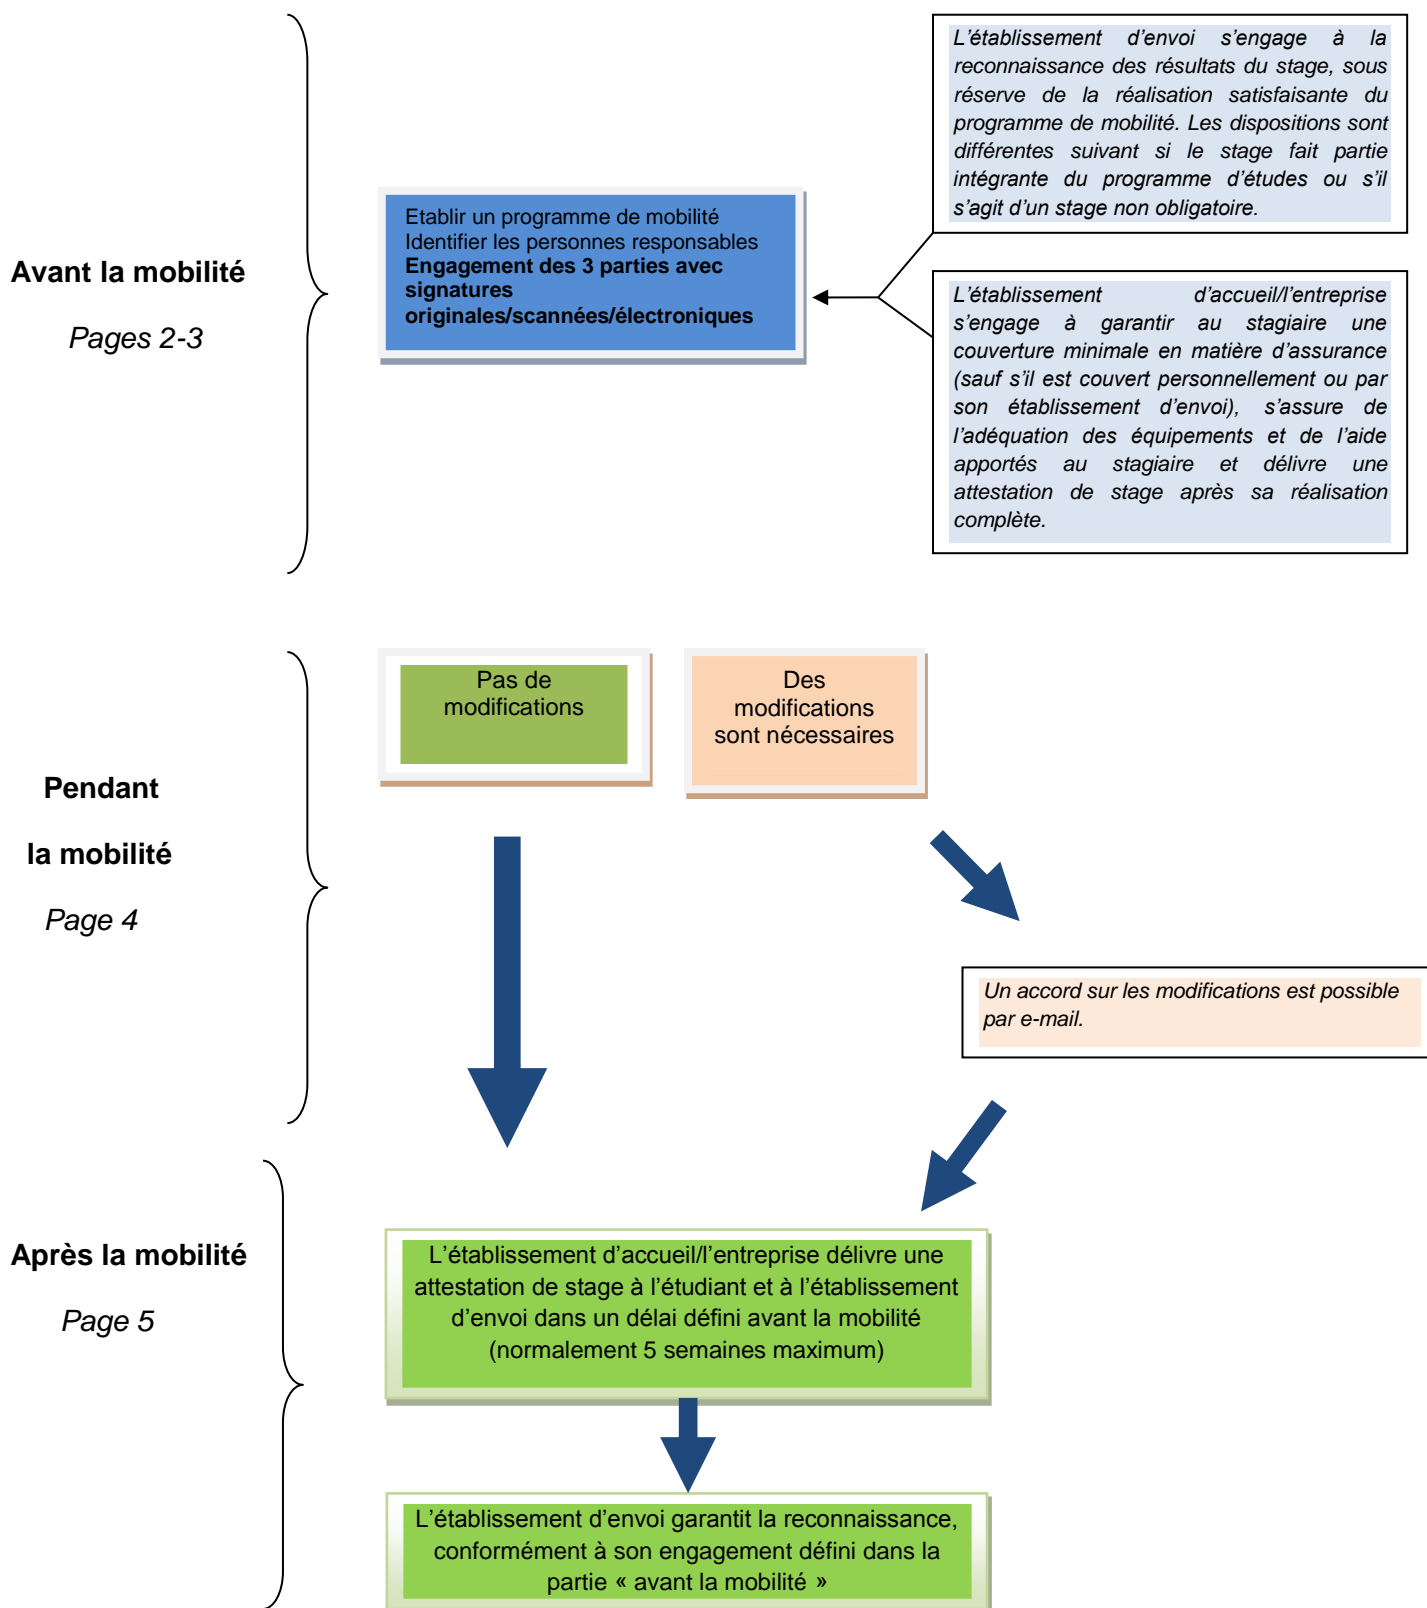 Avant la mobilité
Pages 2-3
Etablir un programme de mobilité
Identifier les personnes responsables
Engagement des 3 parties avec
signatures
originales/scannées/électroniques
L’établissement d’envoi s’engage à la
reconnaissance des résultats du stage, sous
réserve de la réalisation satisfaisante du
programme de mobilité. Les dispositions sont
différentes suivant si le stage fait partie
intégrante du programme d’études ou s’il
s’agit d’un stage non obligatoire.
L’établissement d’accueil/l’entreprise
s’engage à garantir au stagiaire une
couverture minimale en matière d’assurance
(sauf s’il est couvert personnellement ou par
son établissement d’envoi), s’assure de
l’adéquation des équipements et de l’aide
apportés au stagiaire et délivre une
attestation de stage après sa réalisation
complète.
Pendant
la mobilité
Page 4
Pas de
modifications
Des
modifications
sont nécessaires
Un accord sur les modifications est possible
par e-mail.
Après la mobilité
Page 5
L’établissement d’accueil/l’entreprise délivre une
attestation de stage à l’étudiant et à l’établissement
d’envoi dans un délai défini avant la mobilité
(normalement 5 semaines maximum)
L’établissement d’envoi garantit la reconnaissance,
conformément à son engagement défini dans la
partie « avant la mobilité »